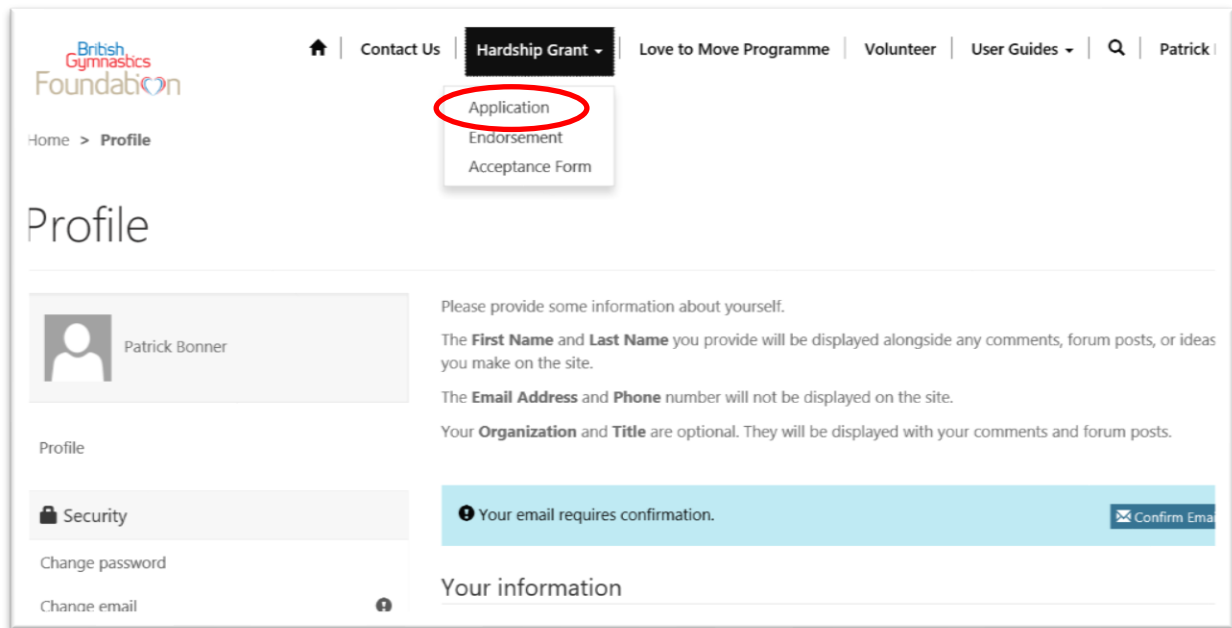 British
Gymnastics
Foundation
Contact Us
Hardship Grant
Love to Move Programme
Volunteer
User Guides
Patrick
Application
Endorsement
Acceptance Form
Home > Profile
Profile
Patrick Bonner
Profile
Security
Change password
Change email
Please provide some information about yourself.
The First Name and Last Name you provide will be displayed alongside any comments, forum posts, or ideas
you make on the site.
The Email Address and Phone number will not be displayed on the site.
Your Organization and Title are optional. They will be displayed with your comments and forum posts.
Your email requires confirmation.
Confirm Emai
Your information